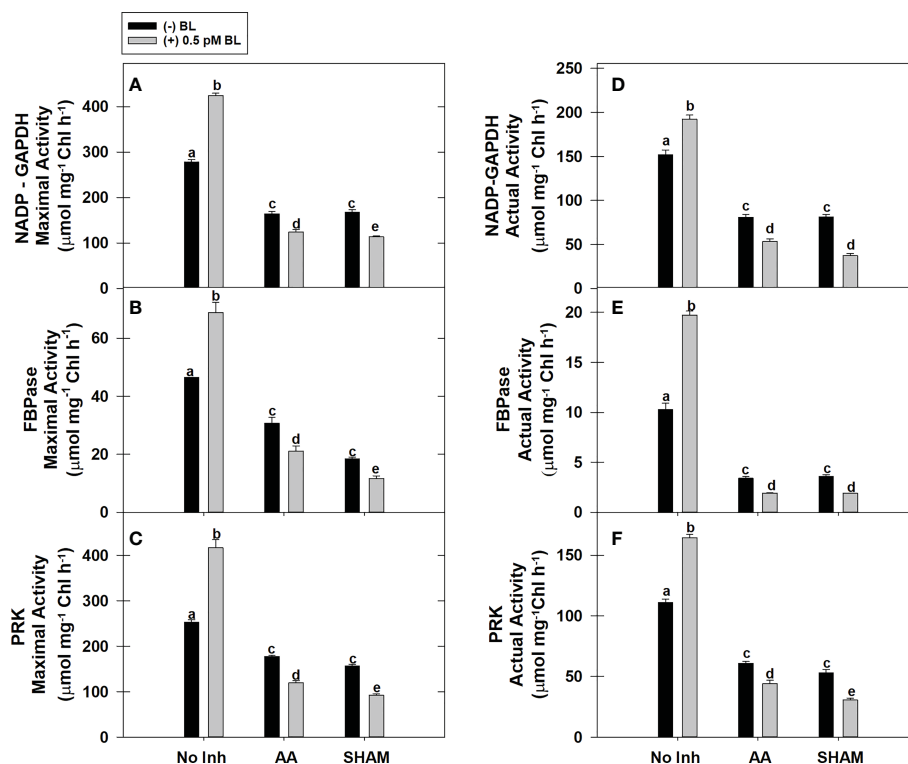 (-) BL
(+) 0.5 pM BL
A
NADP - GAPDH
Maximal Activity
(μmol mg⁻¹ Chl h⁻¹)
400
300
200
100
0
a
b
c
d
c
e
B
FBPase
Maximal Activity
(μmol mg⁻¹ Chl h⁻¹)
60
40
20
0
a
b
c
d
c
e
C
PRK
Maximal Activity
(μmol mg⁻¹ Chl h⁻¹)
400
300
200
100
0
a
b
c
d
c
e
No Inh AA SHAM
D
NADP-GAPDH
Actual Activity
(μmol mg⁻¹ Chl h⁻¹)
250
200
150
100
50
0
a
b
c
d
c
d
E
FBPase
Actual Activity
(μmol mg⁻¹ Chl h⁻¹)
20
15
10
5
0
a
b
c
d
c
d
F
PRK
Actual Activity
(μmol mg⁻¹Chl h⁻¹)
150
100
50
0
a
b
c
d
c
e
No Inh AA SHAM